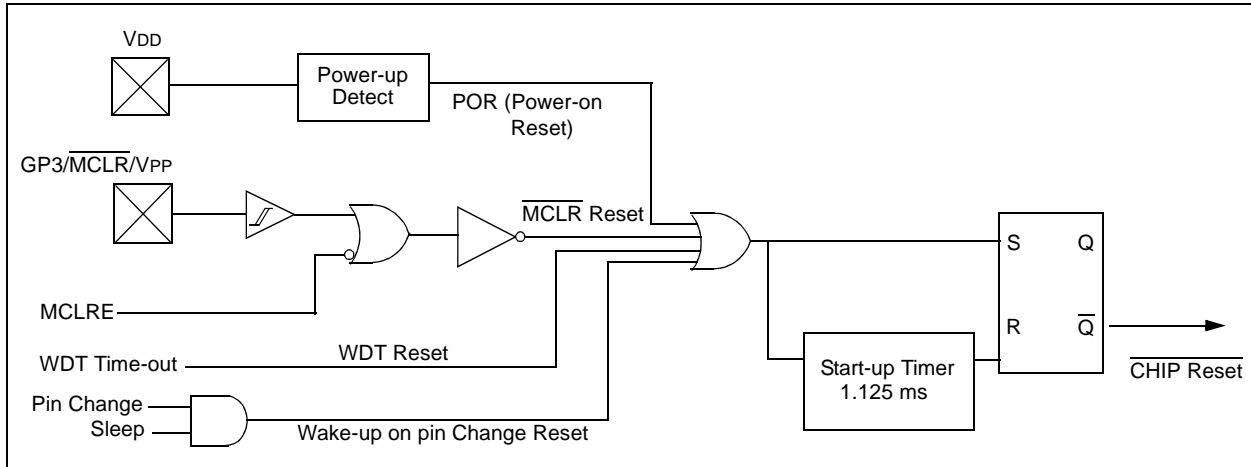 VDD
Power-up
Detect
POR (Power-on
Reset)
GP3/MCLR/VPP
MCLR Reset
MCLRE
WDT Time-out
WDT Reset
Pin Change
Sleep
Wake-up on pin Change Reset
S
Q
R
Q
Start-up Timer
1.125 ms
CHIP Reset